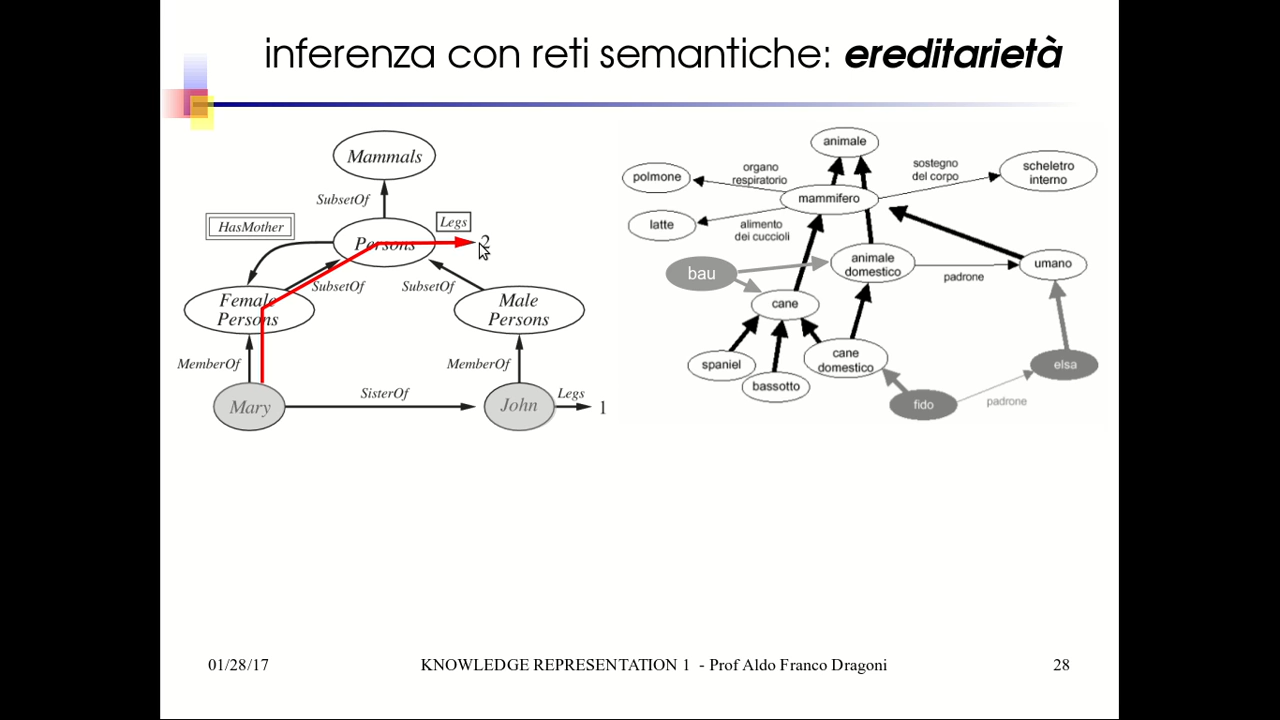 inferenza con reti semantiche: ereditarietà
Mammals
SubsetOf
HasMother
Legs
Persons
2
SubsetOf
SubsetOf
Female
Persons
Male
Persons
MemberOf
MemberOf
SisterOf
Legs
Mary
John
1
animale
organo
respiratorio
sostegno
del corpo
scheletro
interno
polmone
mammifero
latte
alimento
dei cuccioli
bau
animale
domestico
padrone
umano
cane
spaniel
bassotto
cane
domestico
elsa
fido
padrone
01/28/17
KNOWLEDGE REPRESENTATION 1 - Prof Aldo Franco Dragoni
28